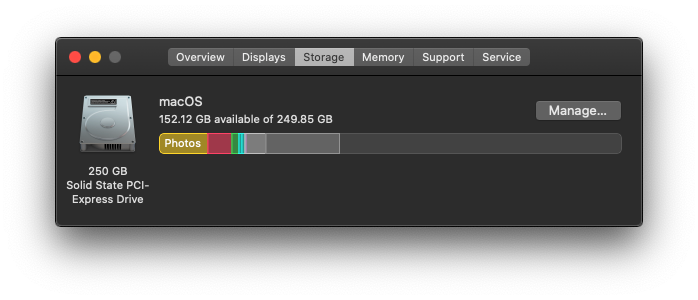 Overview Displays Storage Memory Support Service
macOS
152.12 GB available of 249.85 GB
Manage...
Photos
250 GB
Solid State PCI-
Express Drive